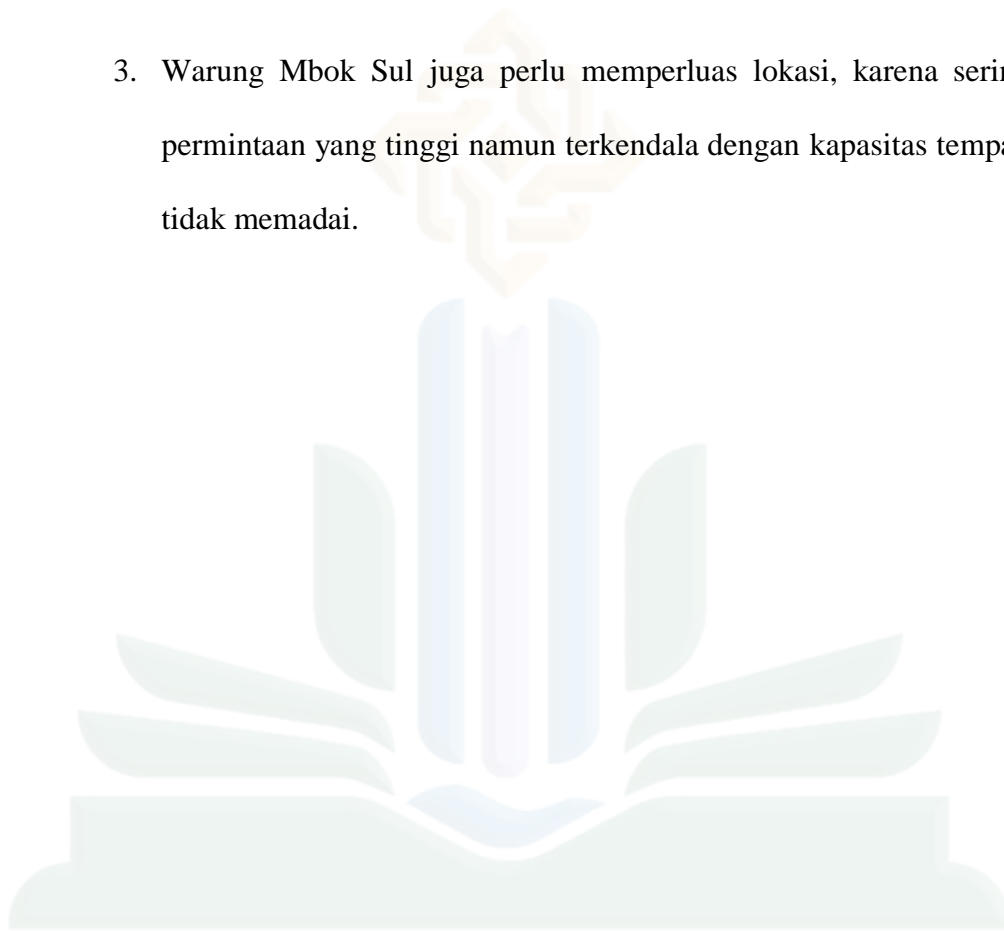 3. Warung Mbok Sul juga perlu memperluas lokasi, karena
permintaan yang tinggi namun terkendala dengan kapasitas
tidak memadai.